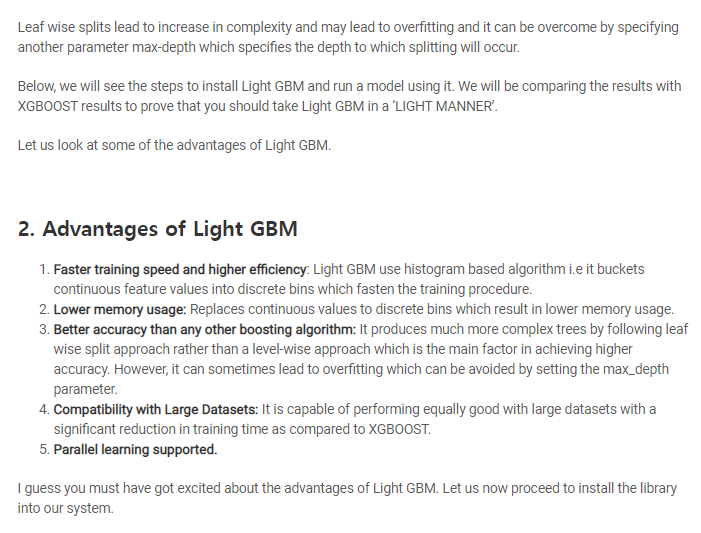 Leaf wise splits lead to increase in complexity and may lead to overfitting and it can be overcome by specifying
another parameter max-depth which specifies the depth to which splitting will occur.
Below, we will see the steps to install Light GBM and run a model using it. We will be comparing the results with
XGBOOST results to prove that you should take Light GBM in a ‘LIGHT MANNER’.
Let us look at some of the advantages of Light GBM.
2. Advantages of Light GBM
1. Faster training speed and higher efficiency: Light GBM use histogram based algorithm i.e it buckets
continuous feature values into discrete bins which fasten the training procedure.
2. Lower memory usage: Replaces continuous values to discrete bins which result in lower memory usage.
3. Better accuracy than any other boosting algorithm: It produces much more complex trees by following leaf
wise split approach rather than a level-wise approach which is the main factor in achieving higher
accuracy. However, it can sometimes lead to overfitting which can be avoided by setting the max_depth
parameter.
4. Compatibility with Large Datasets: It is capable of performing equally good with large datasets with a
significant reduction in training time as compared to XGBOOST.
5. Parallel learning supported.
I guess you must have got excited about the advantages of Light GBM. Let us now proceed to install the library
into our system.